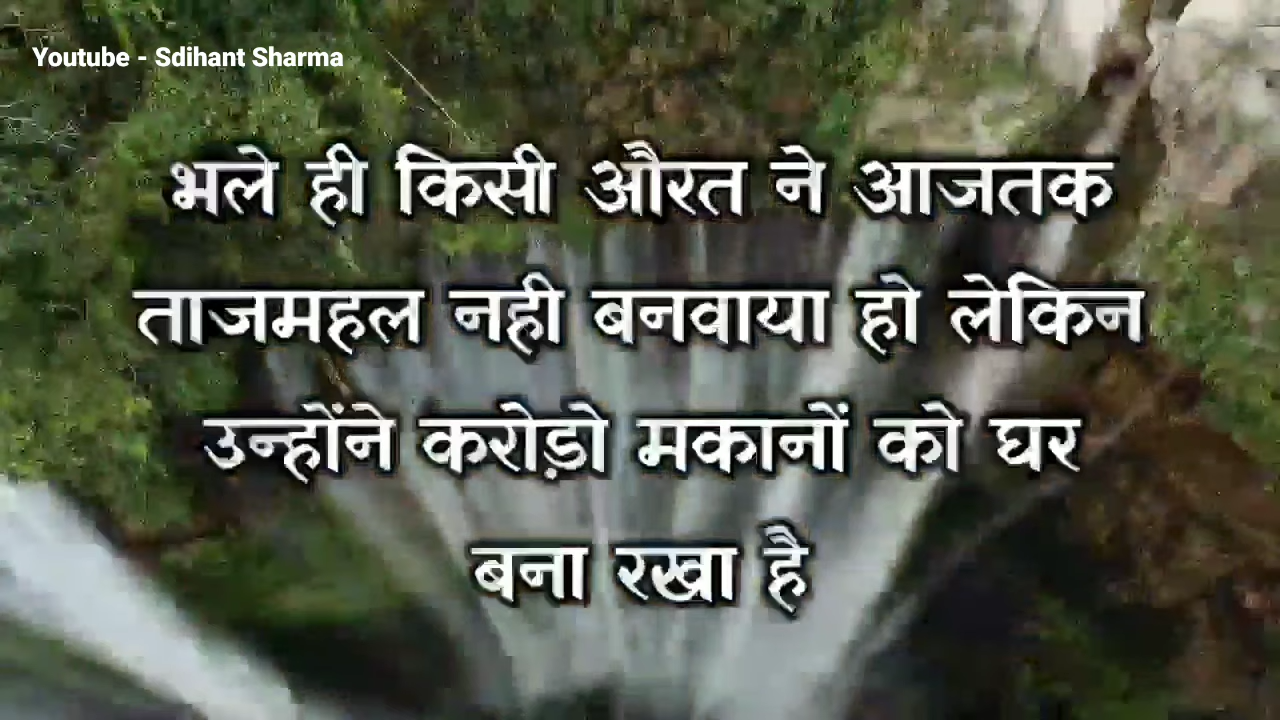 Youtube - Sdihant Sharma
भले ही किसी औरत ने आजतक
ताजमहल नही बनवाया हो लेकिन
उन्होंने करोड़ो मकानों को घर
बना रखा है